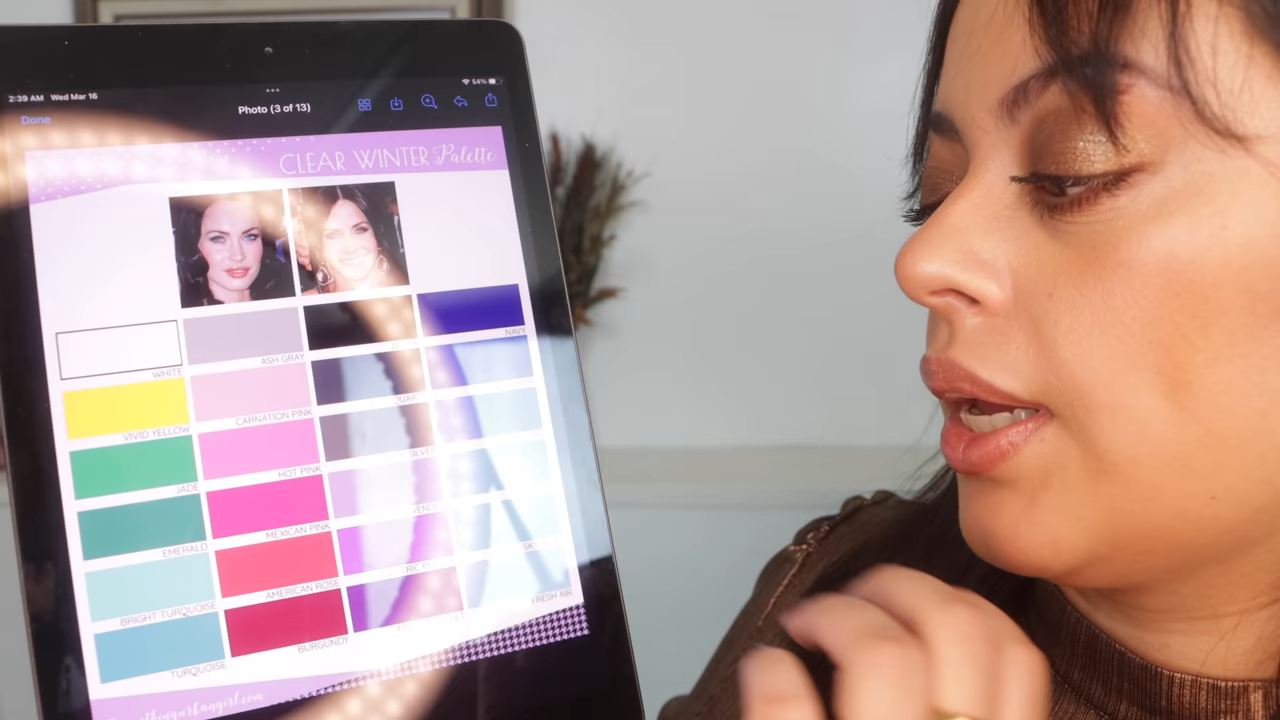 2:39 AM Wed Mar 16
54%
Done
Photo (3 of 13)
CLEAR WINTER Palette
WHITE
ASH GRAY
NAVY
VIVID YELLOW
CARNATION PINK
JADE
HOT PINK
SILVER
EMERALD
MEXICAN PINK
BRIGHT TURQUOISE
AMERICAN ROSE
TURQUOISE
BURGUNDY
FRESH AIR